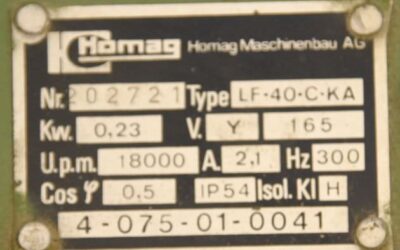 Homag Homag Maschinenbau AG
Nr. 202721 Type LF·40·C·KA
Kw. 0,23 V. Y 165
U.p.m. 18000 A. 2,1 Hz 300
Cos φ 0,5 IP54 Isol. Kl H
4-075-01-0041